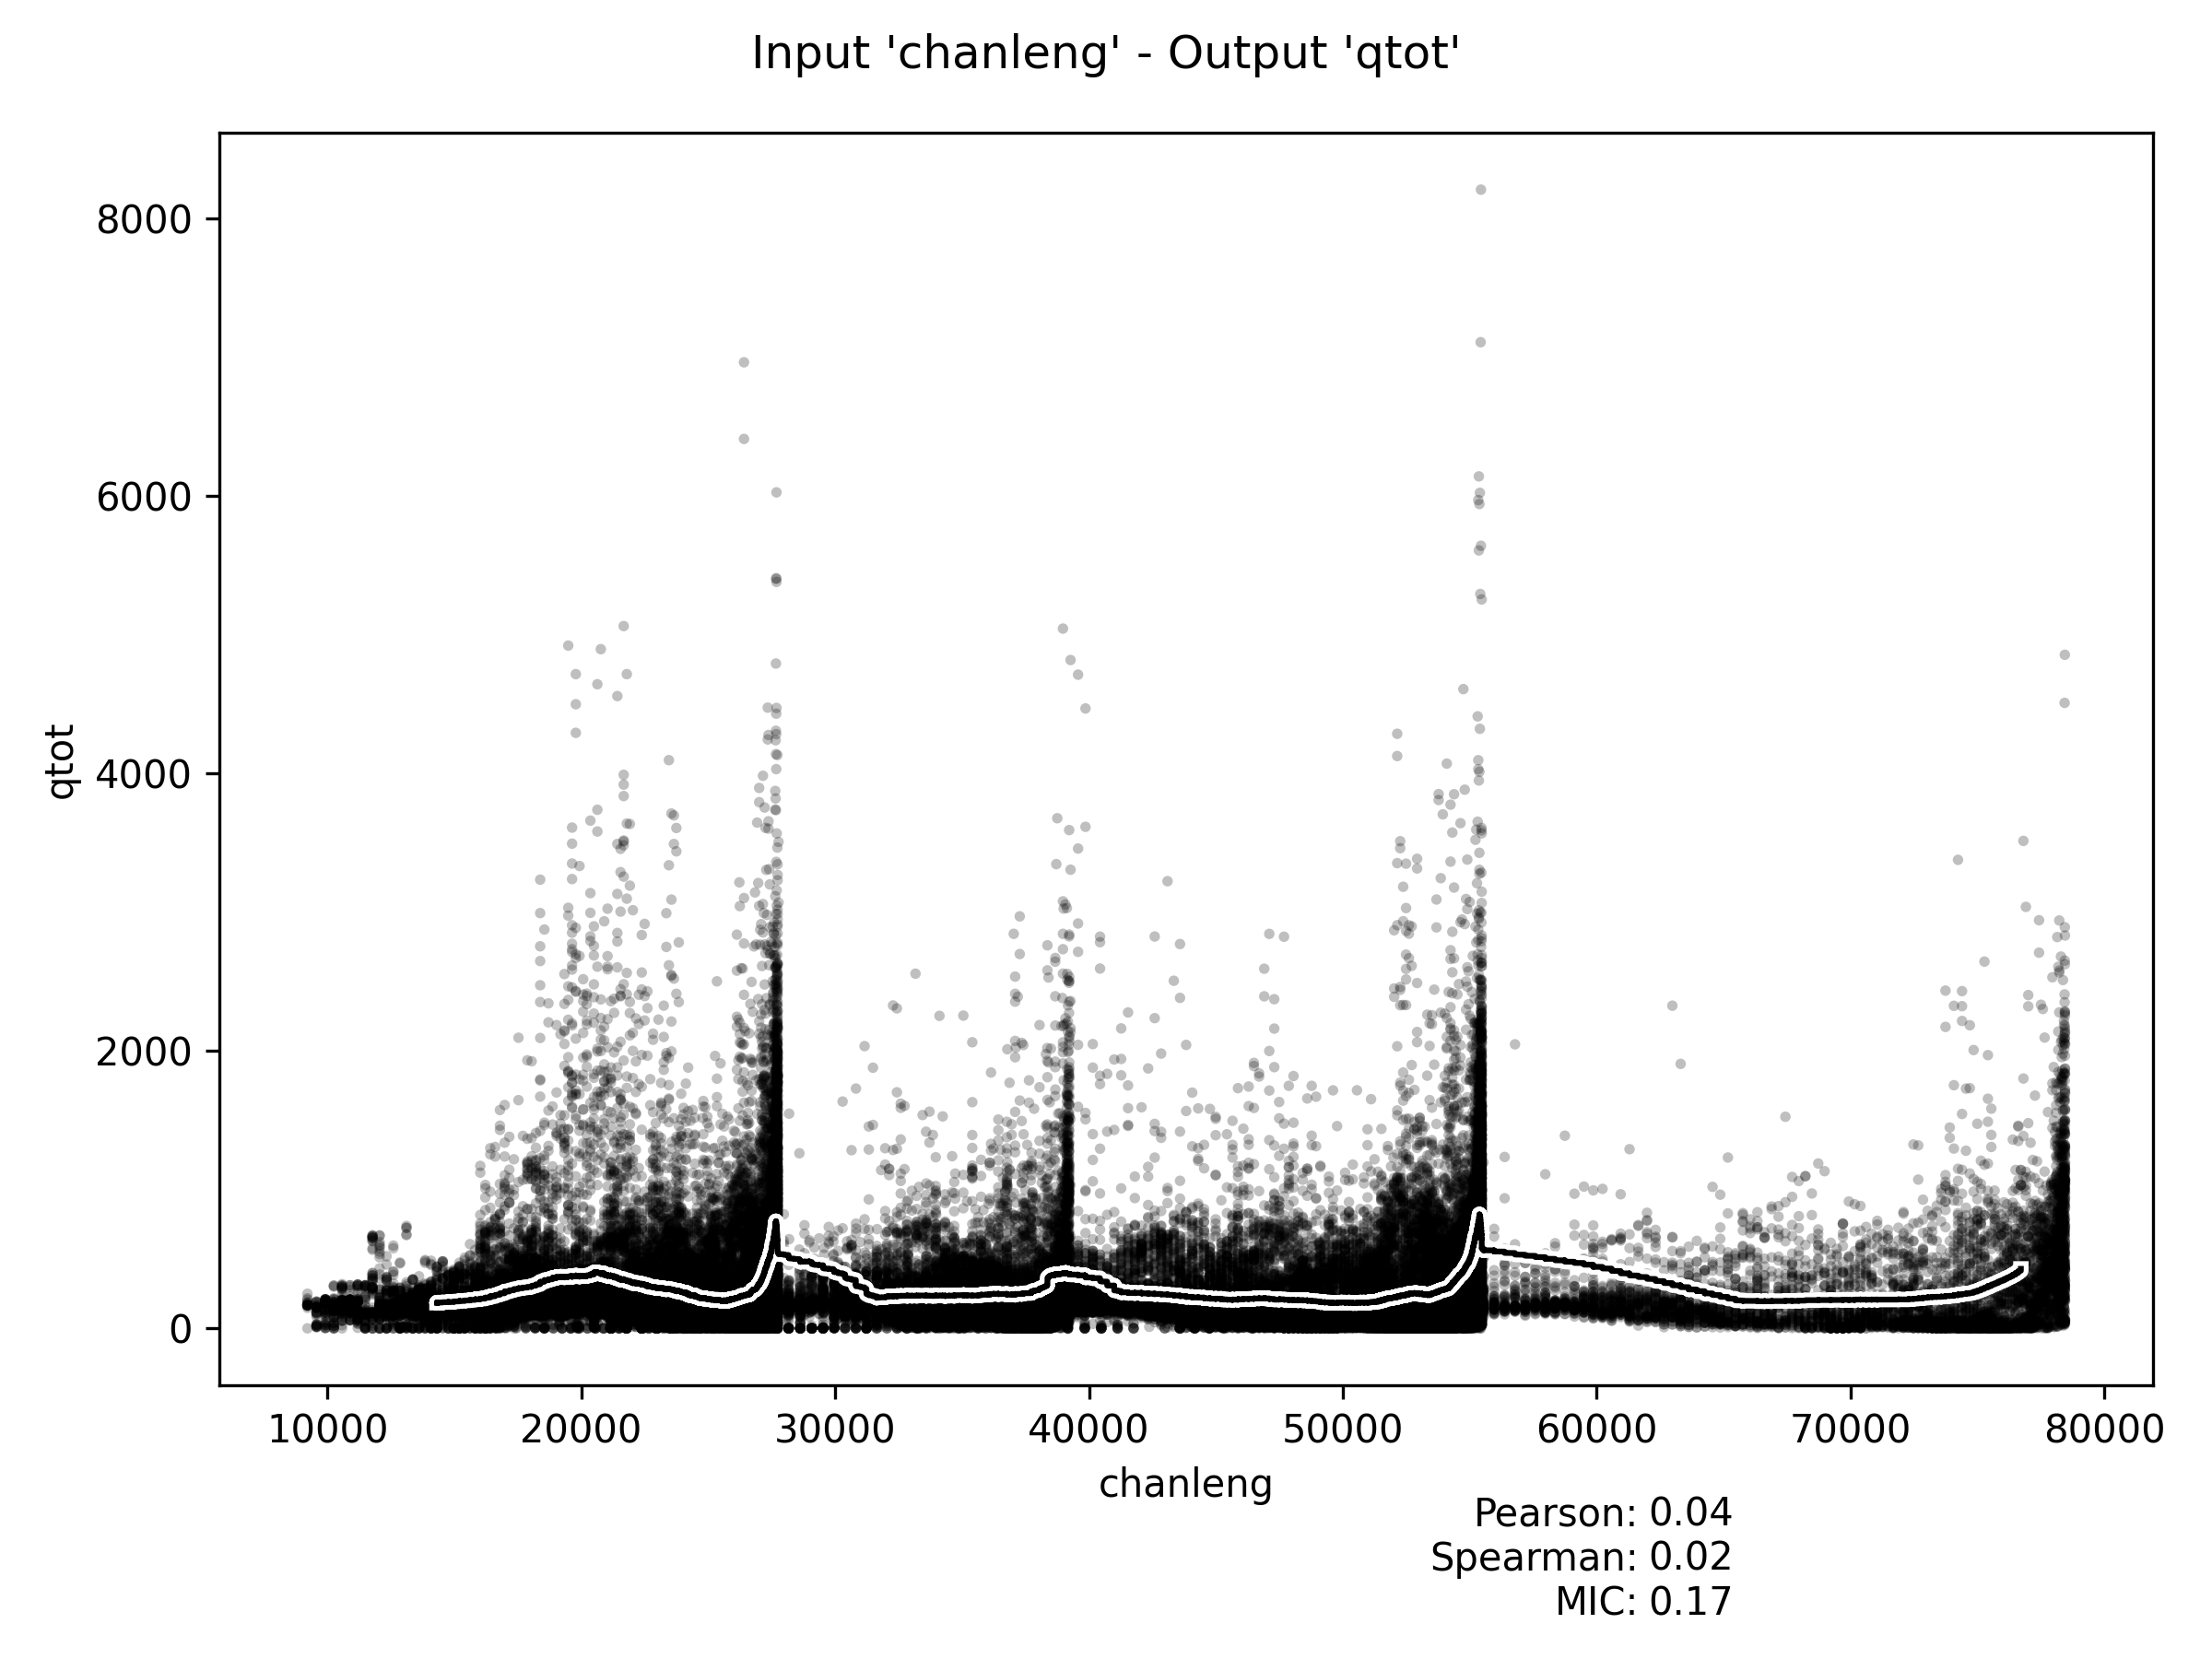 Input 'chanleng' - Output 'qtot'
8000
6000
4000
2000
0
qtot
10000 20000 30000 40000 50000 60000 70000 80000
chanleng
Pearson: 0.04
Spearman: 0.02
MIC: 0.17